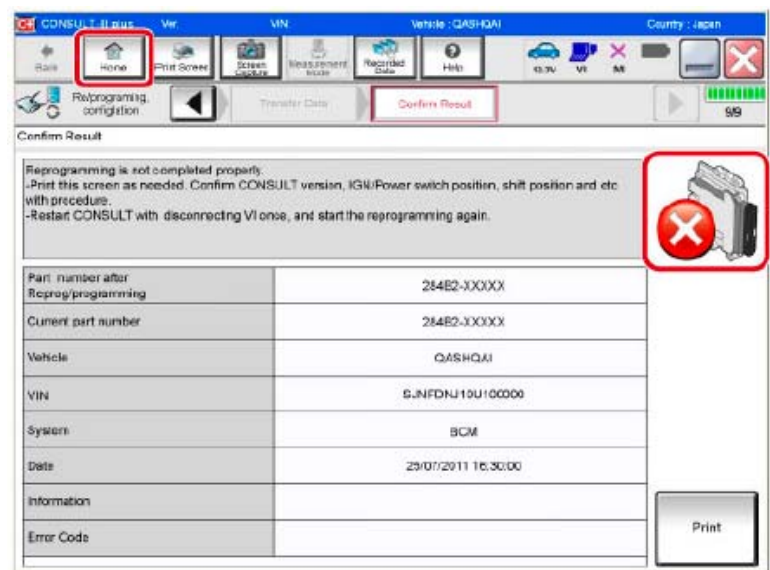 CONSULT-III plus Ver. VIN: Vehicle : QASHQAI Country : Japan
Back Home Print Screen Screen Capture Measurement Mode Recorded Data Help VI MI
Re/programing, configration Transfer Data Confirm Result 9/9
Confirm Result
Reprogramming is not completed properly.
-Print this screen as needed. Confirm CONSULT version, IGN/Power switch position, shift position and etc
with procedure.
-Restart CONSULT with disconnecting VI once, and start the reprogramming again.
Part number after
Reprog/programming
284B2-XXXXX
Current part number 284B2-XXXXX
Vehicle QASHQAI
VIN
System BCM
Date 25/07/2011 16:30:00
Information
Error Code
Print